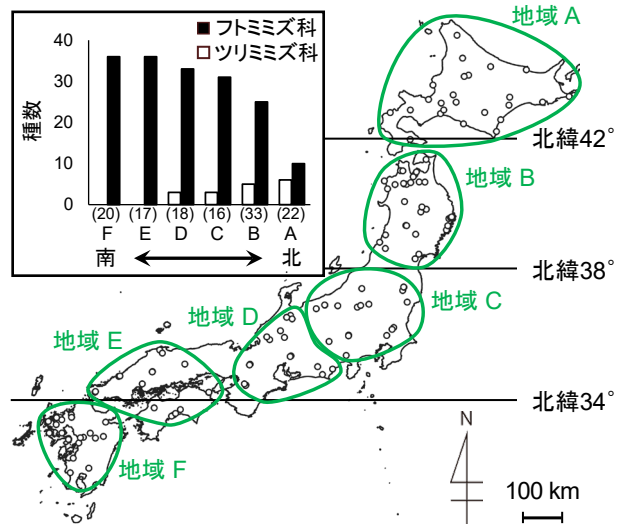 フトミミズ科
ツリミミズ科
種数
40
30
20
10
0
(20) (17) (18) (16) (33) (22)
F E D C B A
南 北
地域 A
北緯42°
地域 B
北緯38°
地域 C
地域 D
地域 E
北緯34°
地域 F
N
100 km